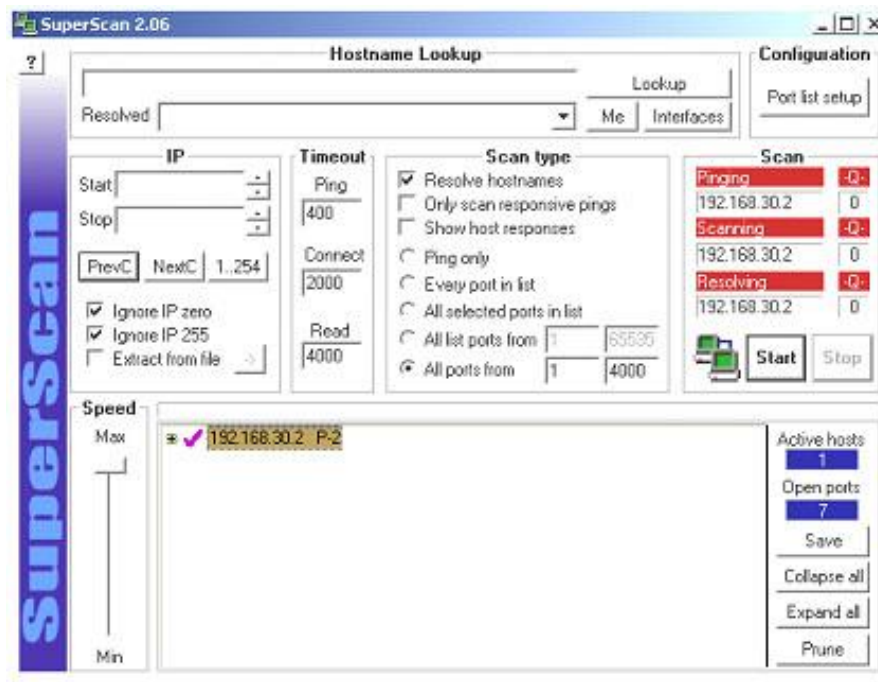 SuperScan 2.06
?
SuperScan
Hostname Lookup
Lookup
Resolved
Me
Interfaces
Configuration
Port list setup
IP
Start
Stop
PrevC
NextC
1..254
Ignore IP zero
Ignore IP 255
Extract from file
->
Timeout
Ping
400
Connect
2000
Read
4000
Scan type
Resolve hostnames
Only scan responsive pings
Show host responses
Ping only
Every port in list
All selected ports in list
All list ports from 1 65535
All ports from 1 4000
Scan
Pinging -Q-
192.168.30.2 0
Scanning -Q-
192.168.30.2 0
Resolving -Q-
192.168.30.2 0
Start
Stop
Speed
Max
Min
192.168.30.2 P-2
Active hosts
1
Open ports
7
Save
Collapse all
Expand all
Prune